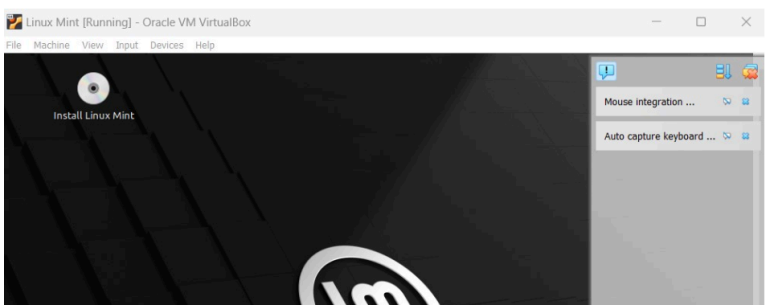 Linux Mint [Running] - Oracle VM VirtualBox
File Machine View Input Devices Help
Install Linux Mint
Mouse integration ...
Auto capture keyboard ...